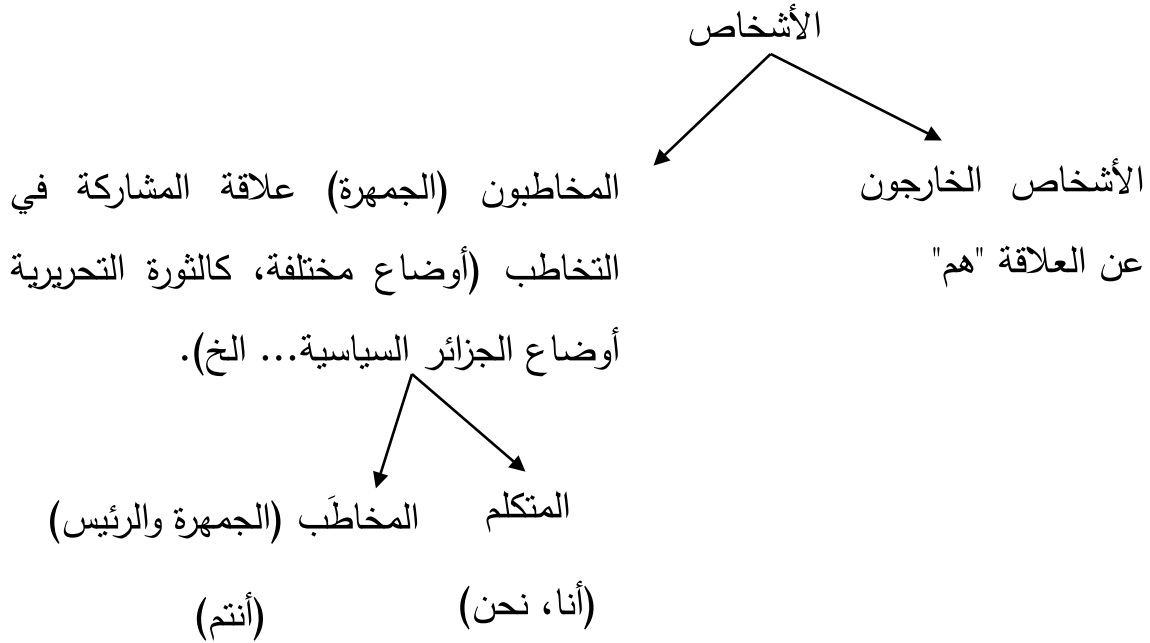 الأشخاص
الأشخاص الخارجون
عن العلاقة "هم"
المخاطبون (الجمهرة) علاقة المشاركة في
التخاطب (أوضاع مختلفة، كالثورة التحريرية
أوضاع الجزائر السياسية... الخ).
المتكلم
(أنا، نحن)
المخاطَب (الجمهرة والرئيس)
(أنتم)